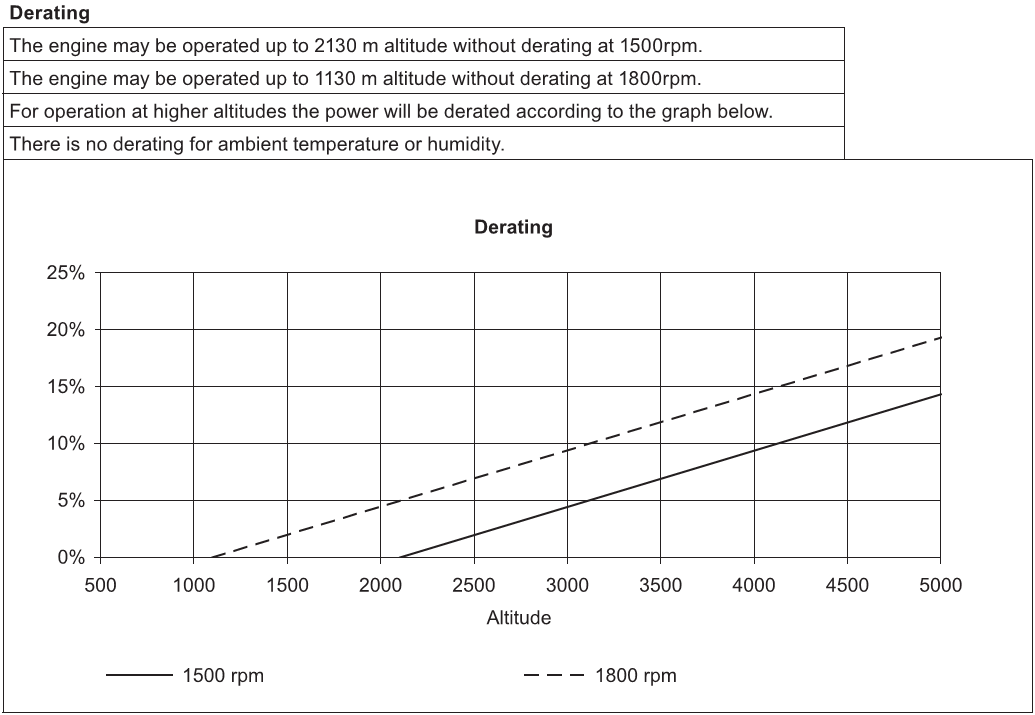 Derating
The engine may be operated up to 2130 m altitude without derating at 1500rpm.
The engine may be operated up to 1130 m altitude without derating at 1800rpm.
For operation at higher altitudes the power will be derated according to the graph below.
There is no derating for ambient temperature or humidity.
Derating
25%
20%
15%
10%
5%
0%
500 1000 1500 2000 2500 3000 3500 4000 4500 5000
Altitude
1500 rpm 1800 rpm